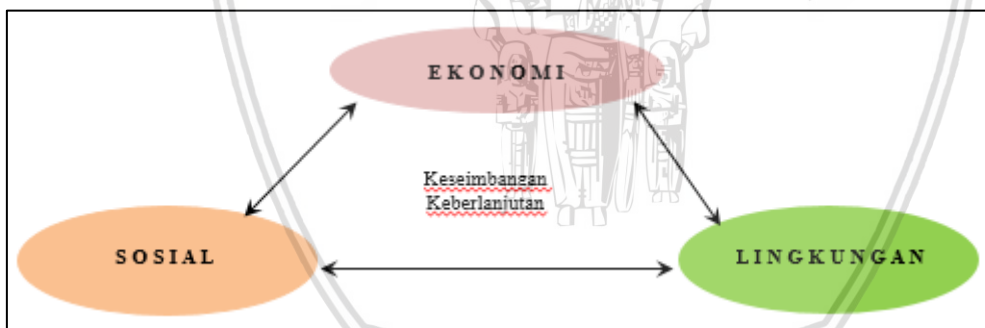 EKONOMI
Keseimbangan
Keberlanjutan
SOSIAL
LINGKUNGAN